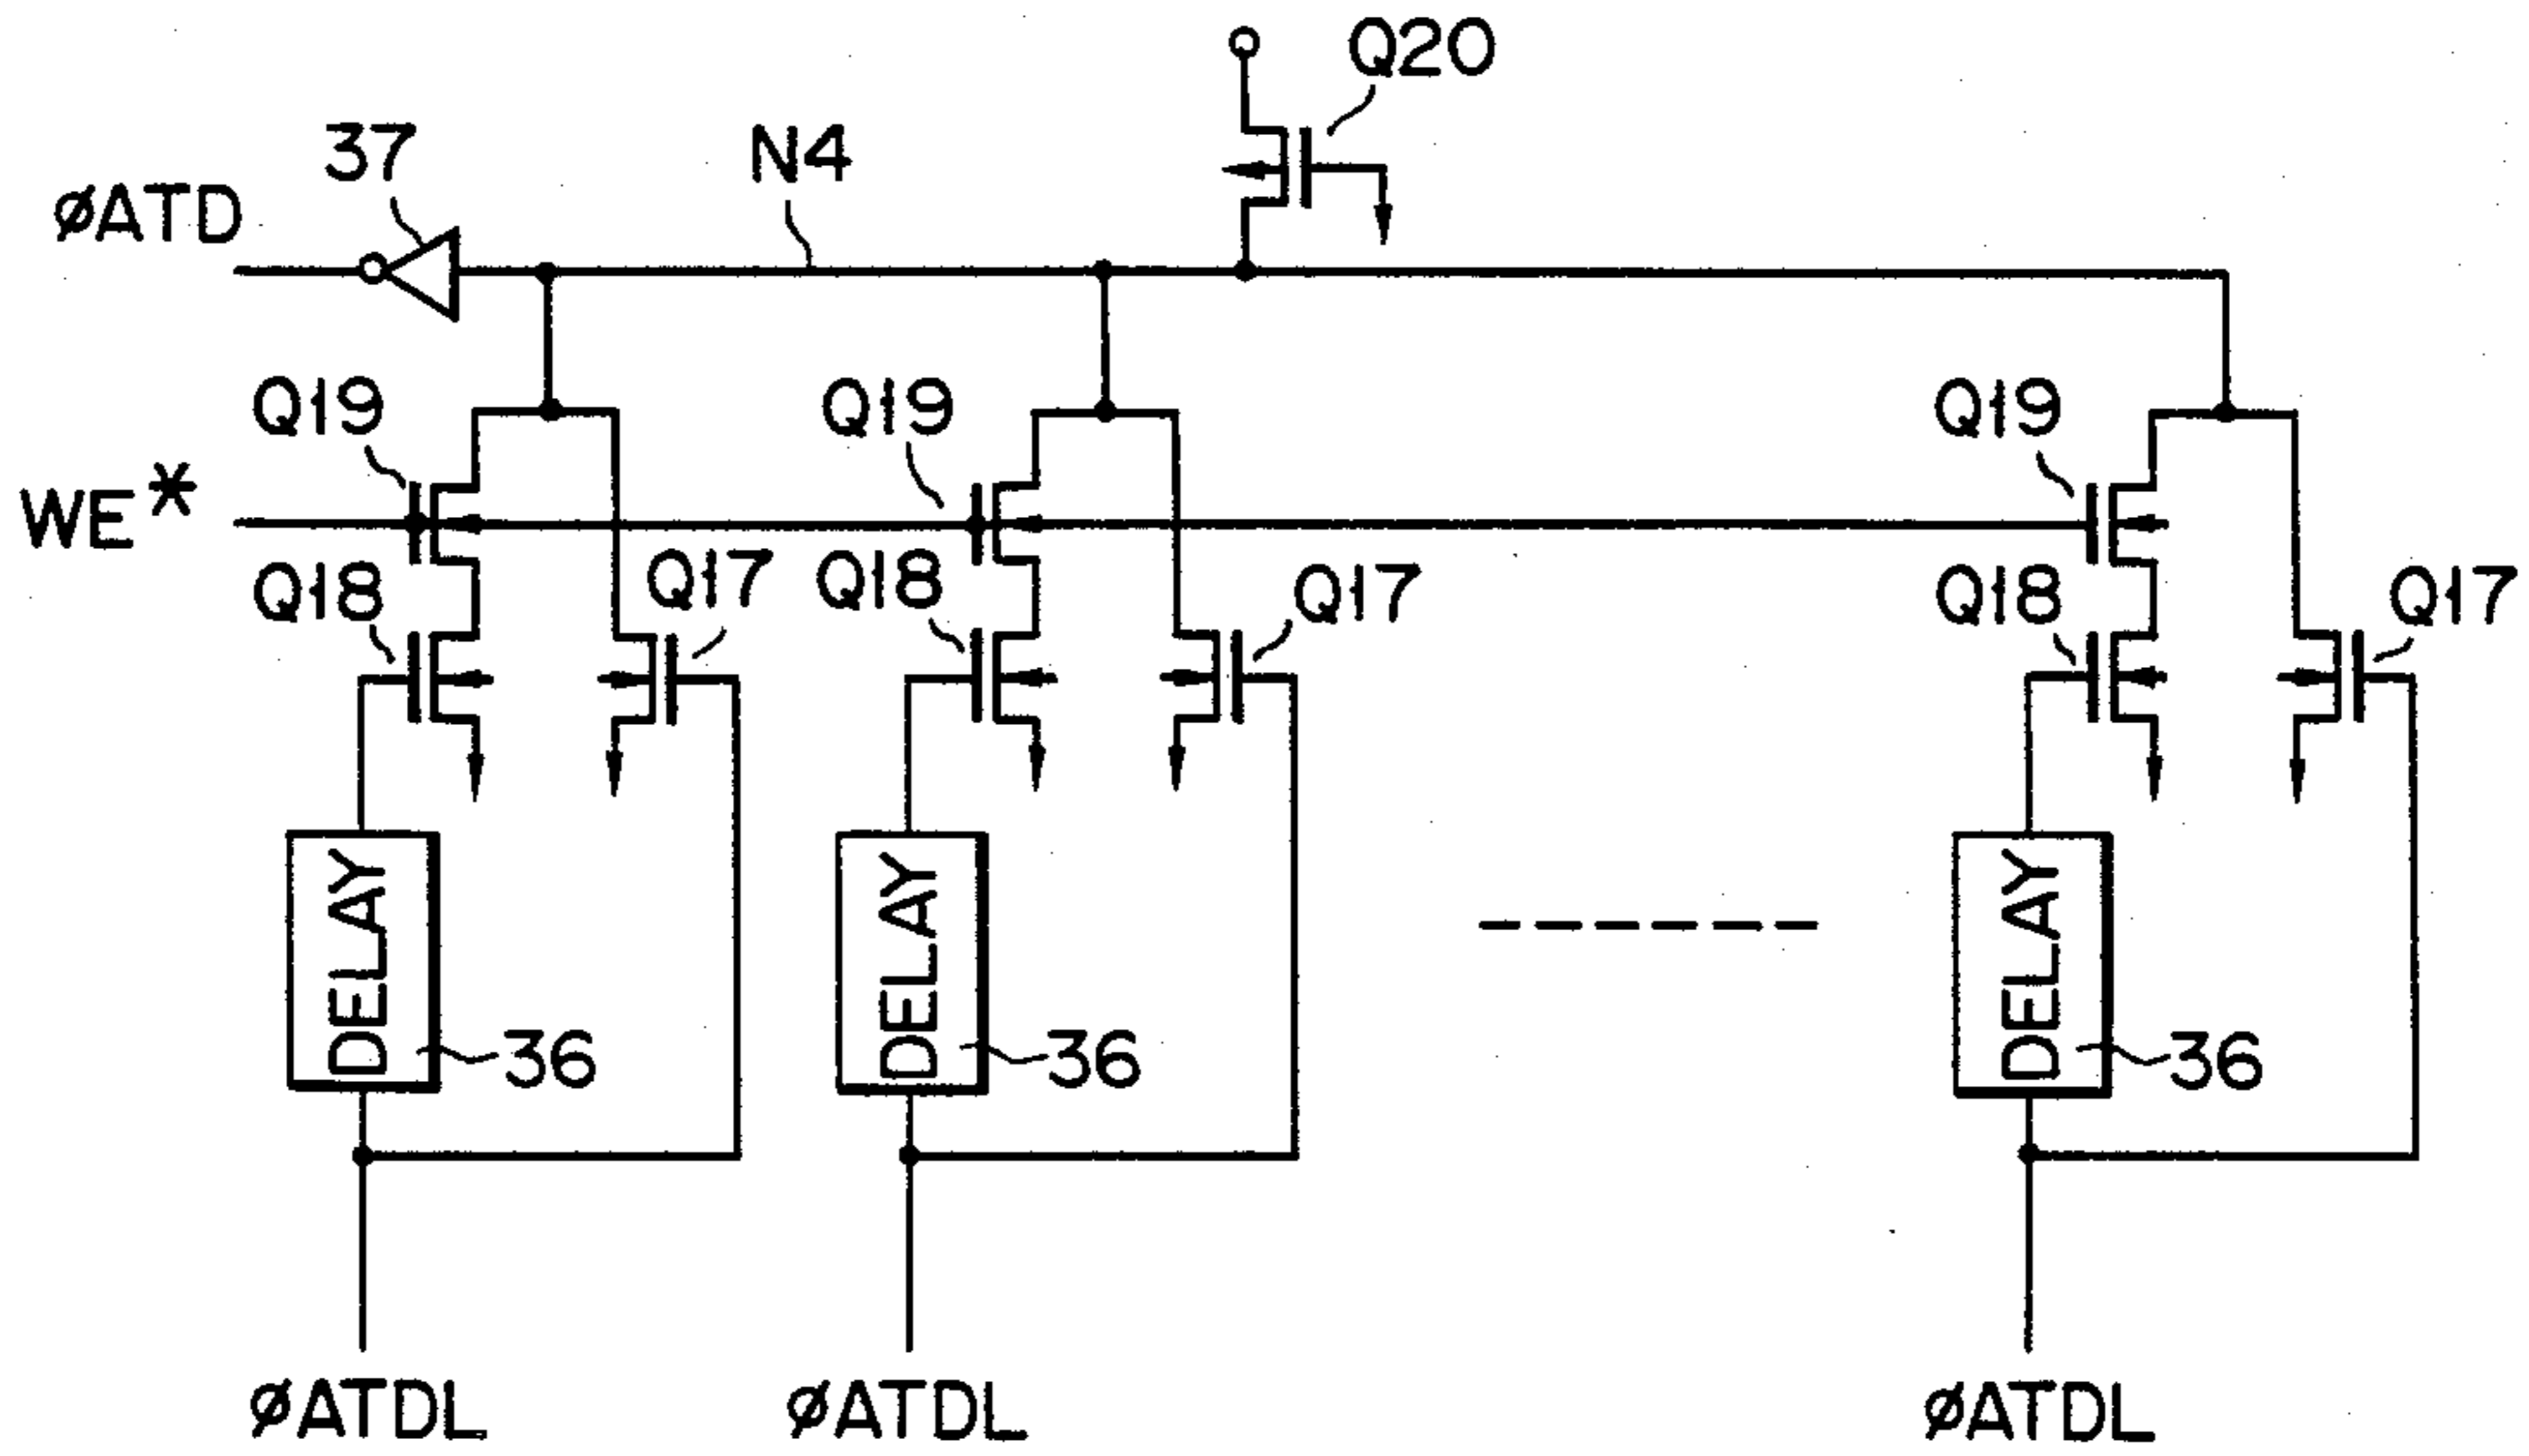 Q20
37
N4
øATD
Q19
Q19
Q19
WE*
Q18
Q17
Q18
Q17
Q18
Q17
DELAY
DELAY
DELAY
36
36
36
øATDL
øATDL
øATDL